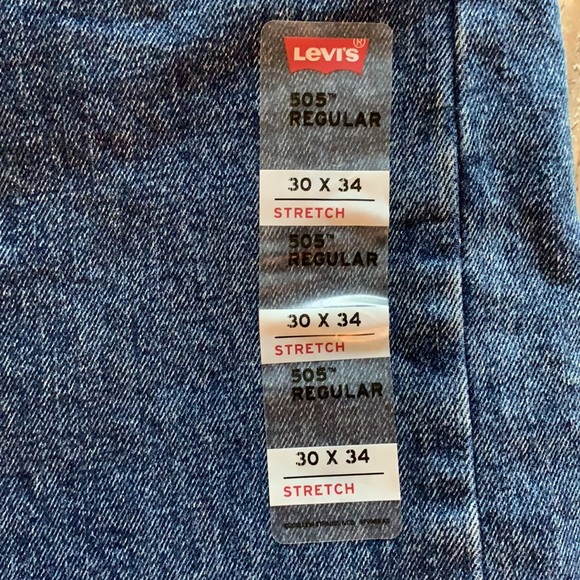 LEVI'S®
505™
REGULAR
30 X 34
STRETCH
505™
REGULAR
30 X 34
STRETCH
505™
REGULAR
30 X 34
STRETCH